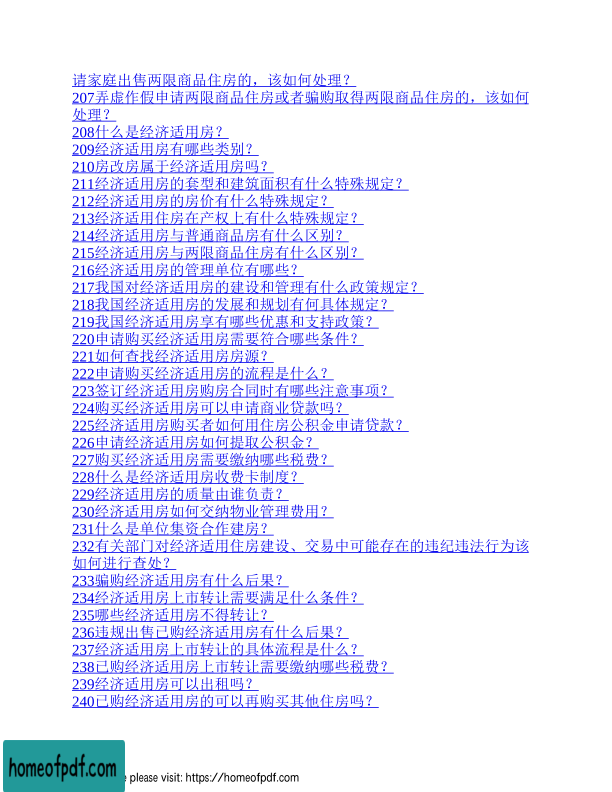 请家庭出售两限商品住房的，该如何处理？
207弄虚作假申请两限商品住房或者骗购取得两限商品住房的，该如何
处理？
208什么是经济适用房？
209经济适用房有哪些类别？
210房改房属于经济适用房吗？
211经济适用房的套型和建筑面积有什么特殊规定？
212经济适用房的房价有什么特殊规定？
213经济适用住房在产权上有什么特殊规定？
214经济适用房与普通商品房有什么区别？
215经济适用房与两限商品住房有什么区别？
216经济适用房的管理单位有哪些？
217我国对经济适用房的建设和管理有什么政策规定？
218我国经济适用房的发展和规划有何具体规定？
219我国经济适用房享有哪些优惠和支持政策？
220申请购买经济适用房需要符合哪些条件？
221如何查找经济适用房房源？
222申请购买经济适用房的流程是什么？
223签订经济适用房购房合同时有哪些注意事项？
224购买经济适用房可以申请商业贷款吗？
225经济适用房购买者如何用住房公积金申请贷款？
226申请经济适用房如何提取公积金？
227购买经济适用房需要缴纳哪些税费？
228什么是经济适用房收费卡制度？
229经济适用房的质量由谁负责？
230经济适用房如何交纳物业管理费用？
231什么是单位集资合作建房？
232有关部门对经济适用住房建设、交易中可能存在的违纪违法行为该
如何进行查处？
233骗购经济适用房有什么后果？
234经济适用房上市转让需要满足什么条件？
235哪些经济适用房不得转让？
236违规出售已购经济适用房有什么后果？
237经济适用房上市转让的具体流程是什么？
238已购经济适用房上市转让需要缴纳哪些税费？
239经济适用房可以出租吗？
240已购经济适用房的可以再购买其他住房吗？
homeofpdf.com
e please visit: https://homeofpdf.com